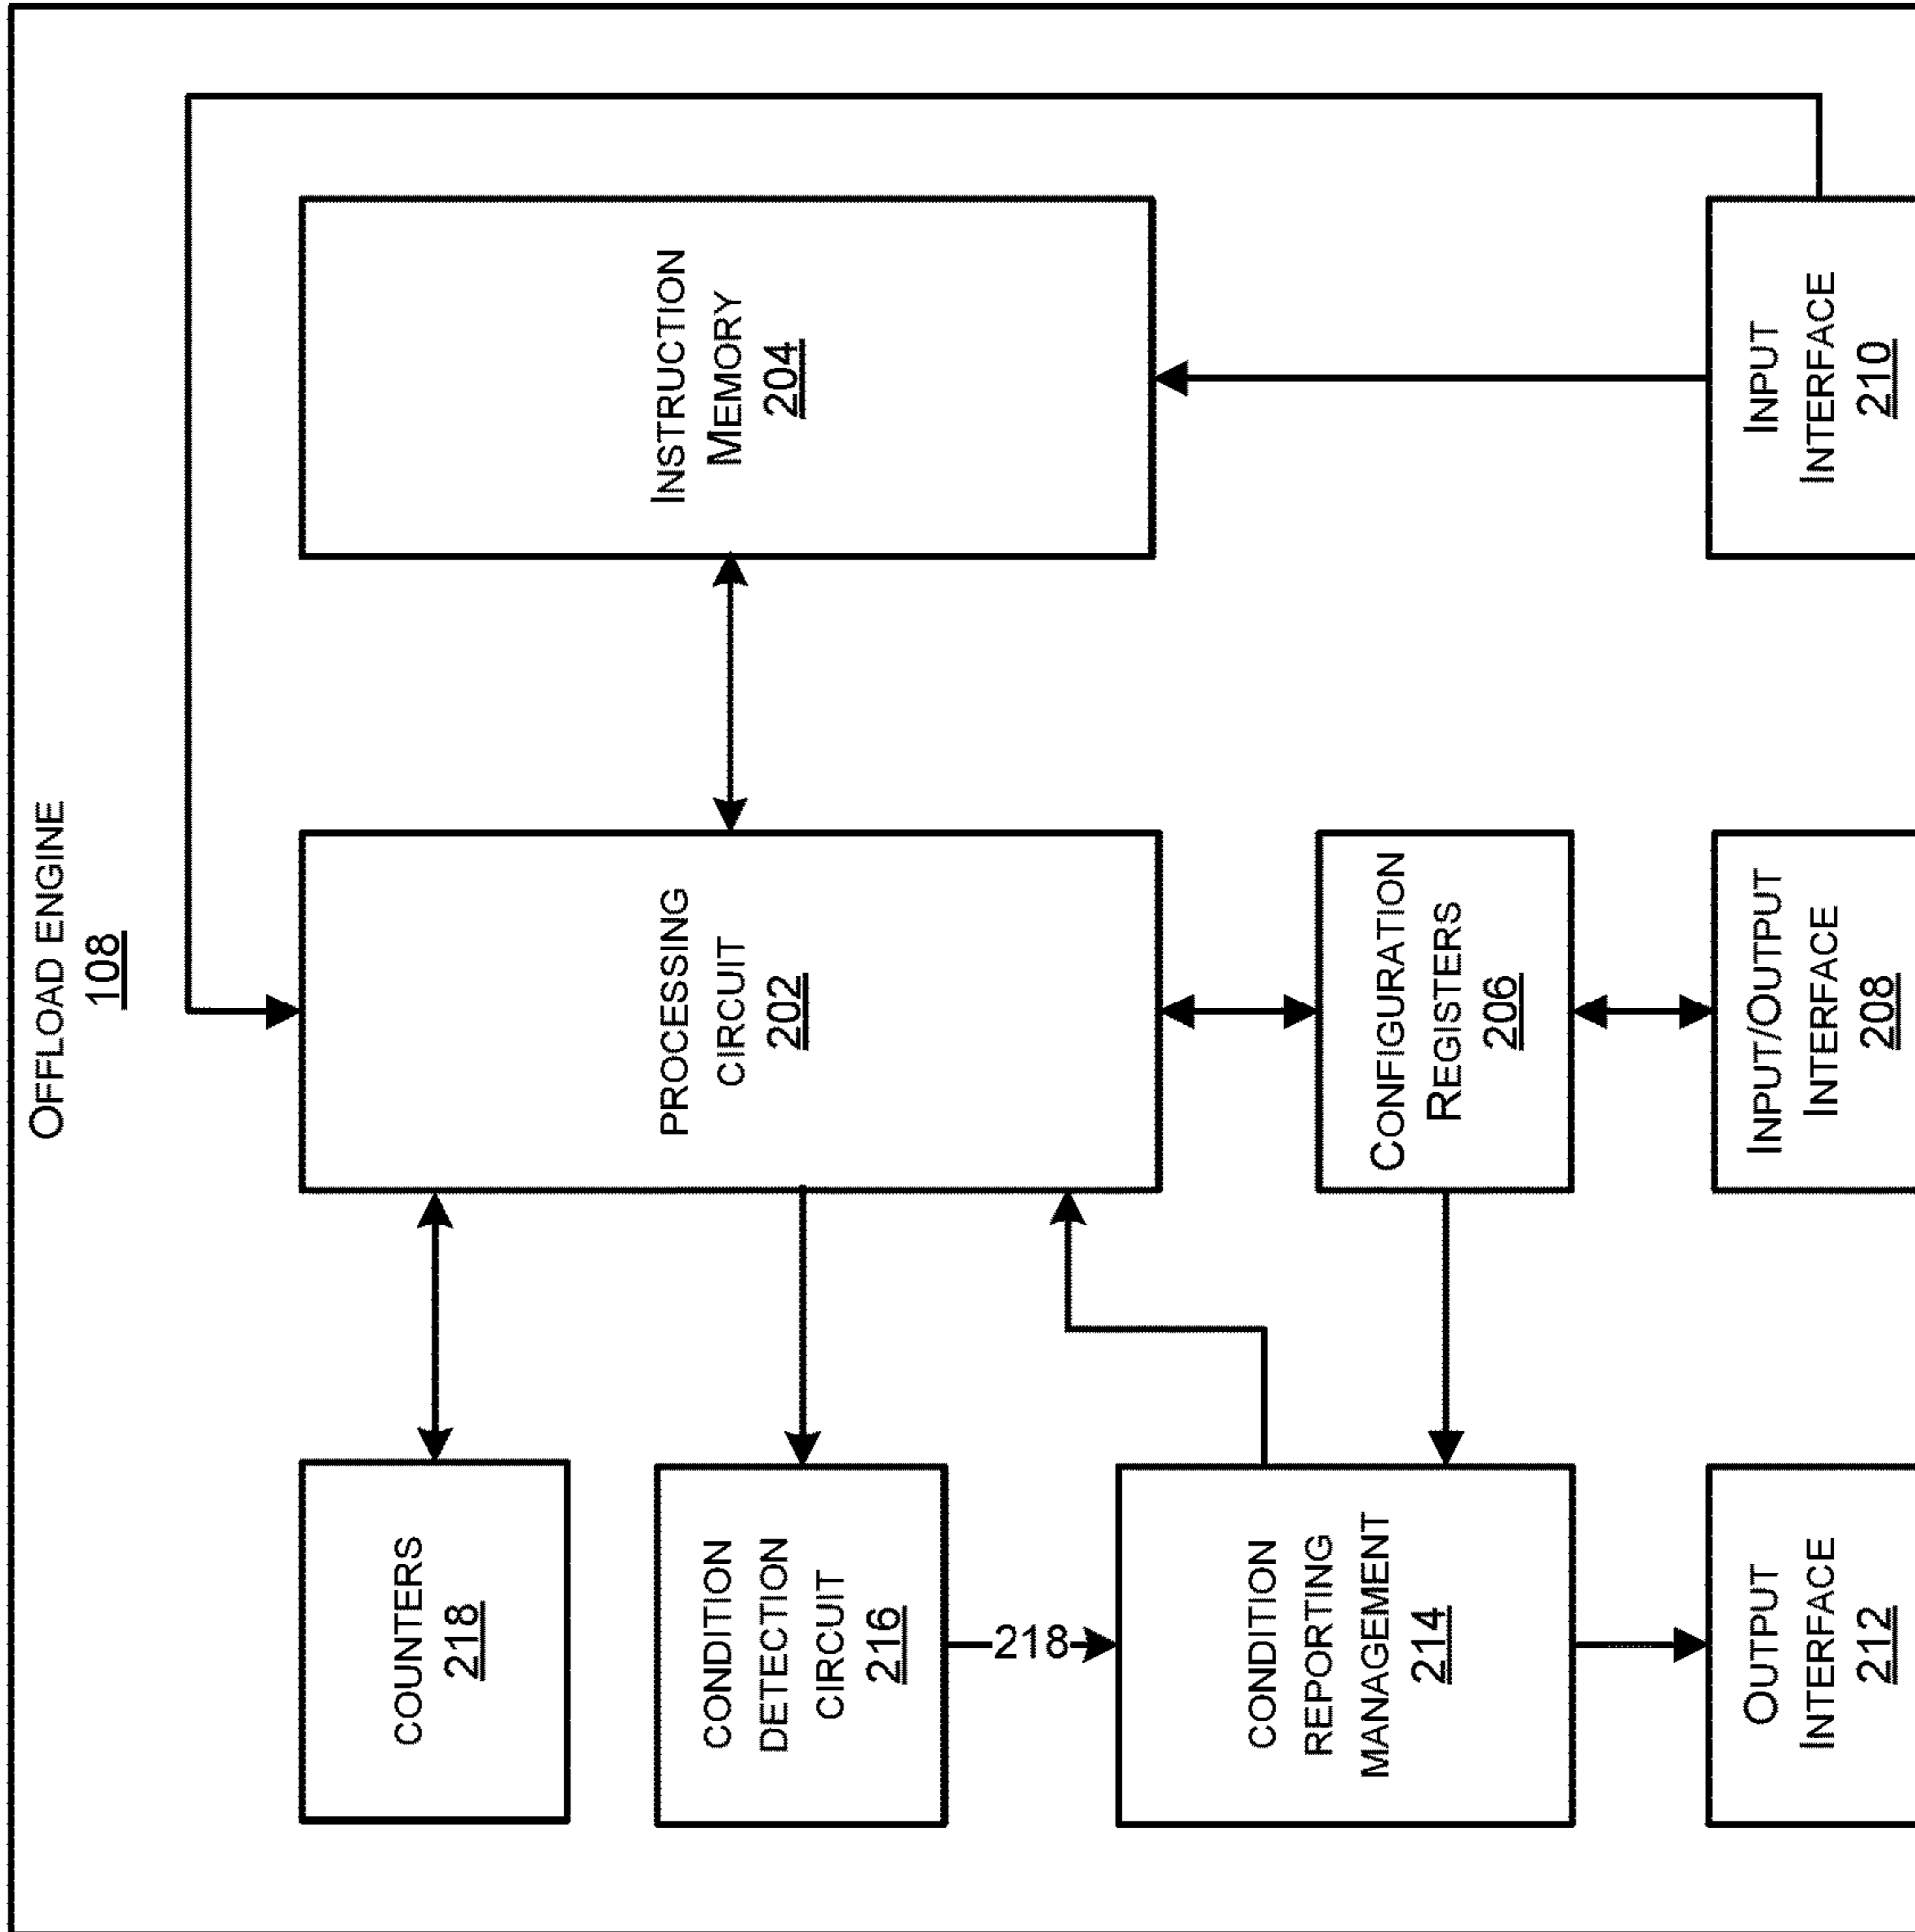 OFFLOAD ENGINE
108
COUNTERS
218
PROCESSING
CIRCUIT
202
INSTRUCTION
MEMORY
204
CONDITION
DETECTION
CIRCUIT
216
218
CONDITION
REPORTING
MANAGEMENT
214
CONFIGURATION
REGISTERS
206
OUTPUT
INTERFACE
212
INPUT/OUTPUT
INTERFACE
208
INPUT
INTERFACE
210